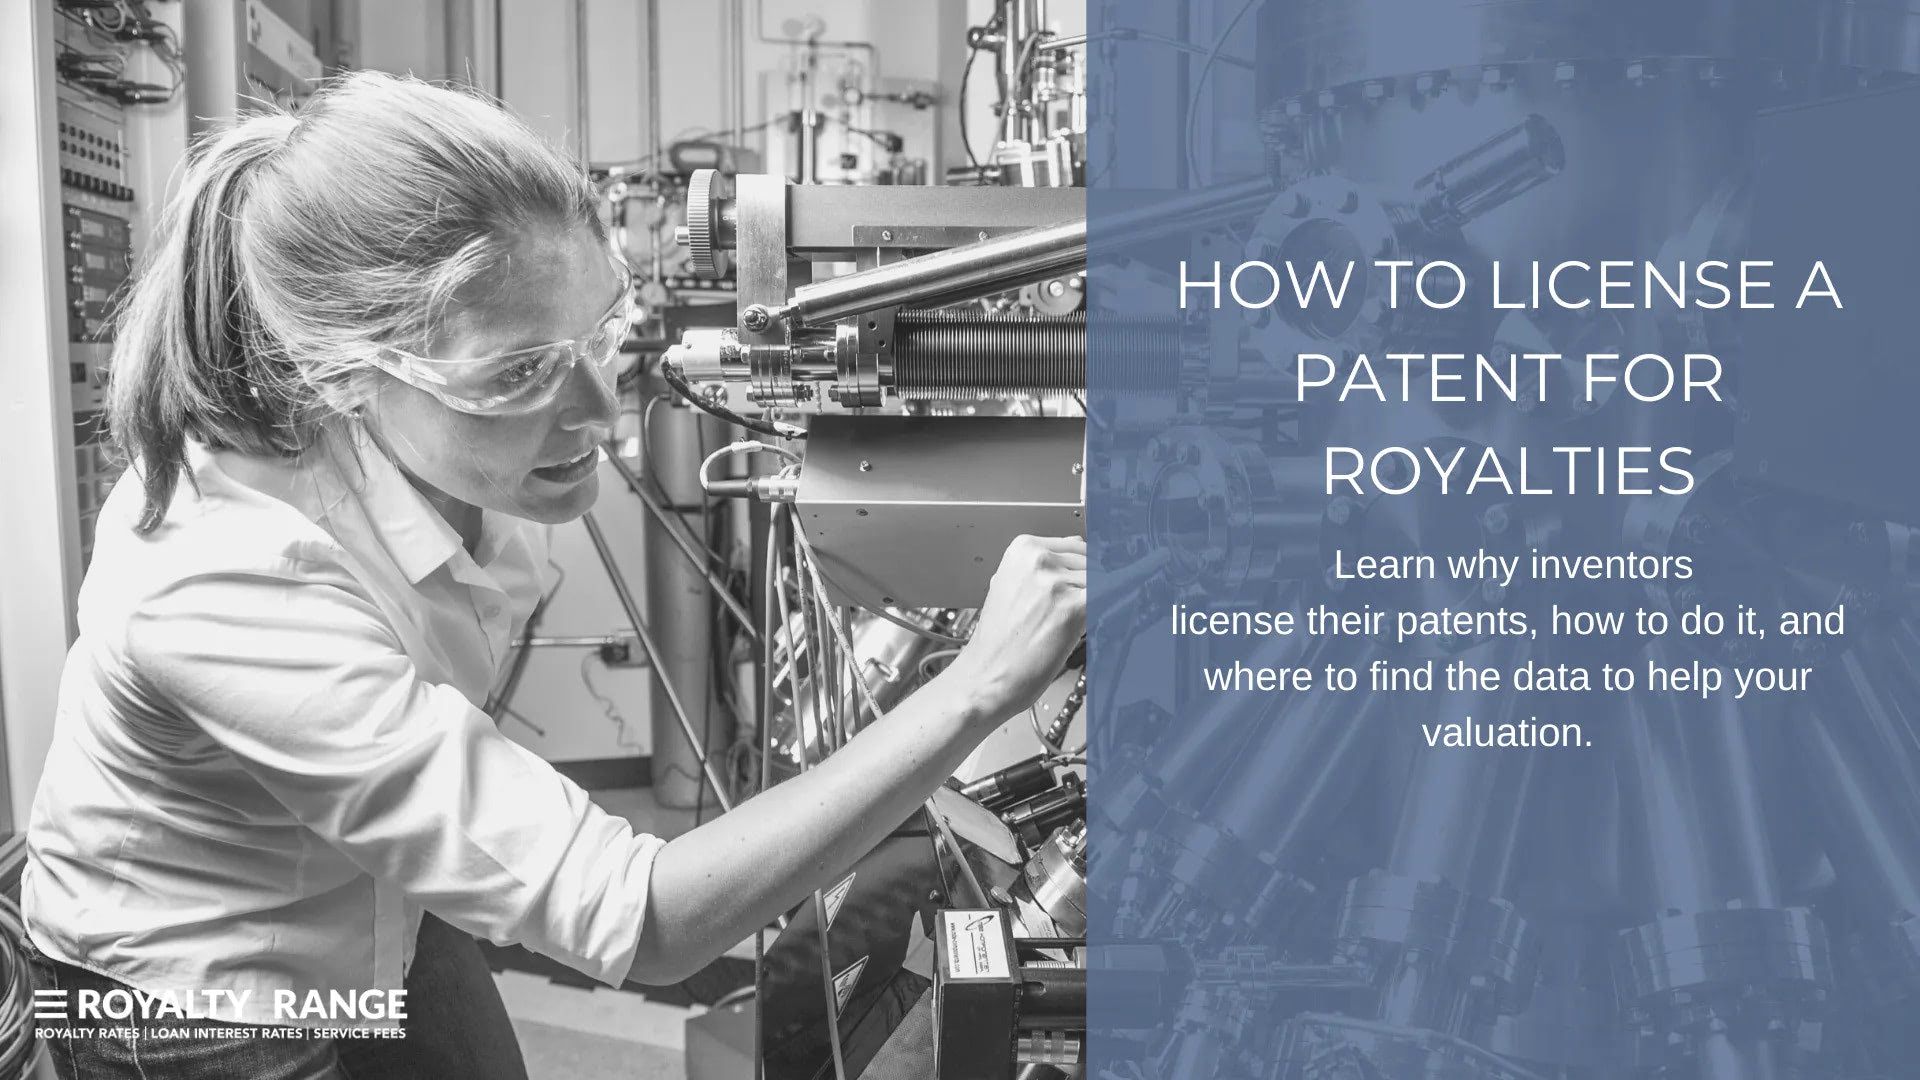 HOW TO LICENSE A
PATENT FOR
ROYALTIES
Learn why inventors
license their patents, how to do it, and
where to find the data to help your
valuation.
ROYALTY RANGE
ROYALTY RATES | LOAN INTEREST RATES | SERVICE FEES